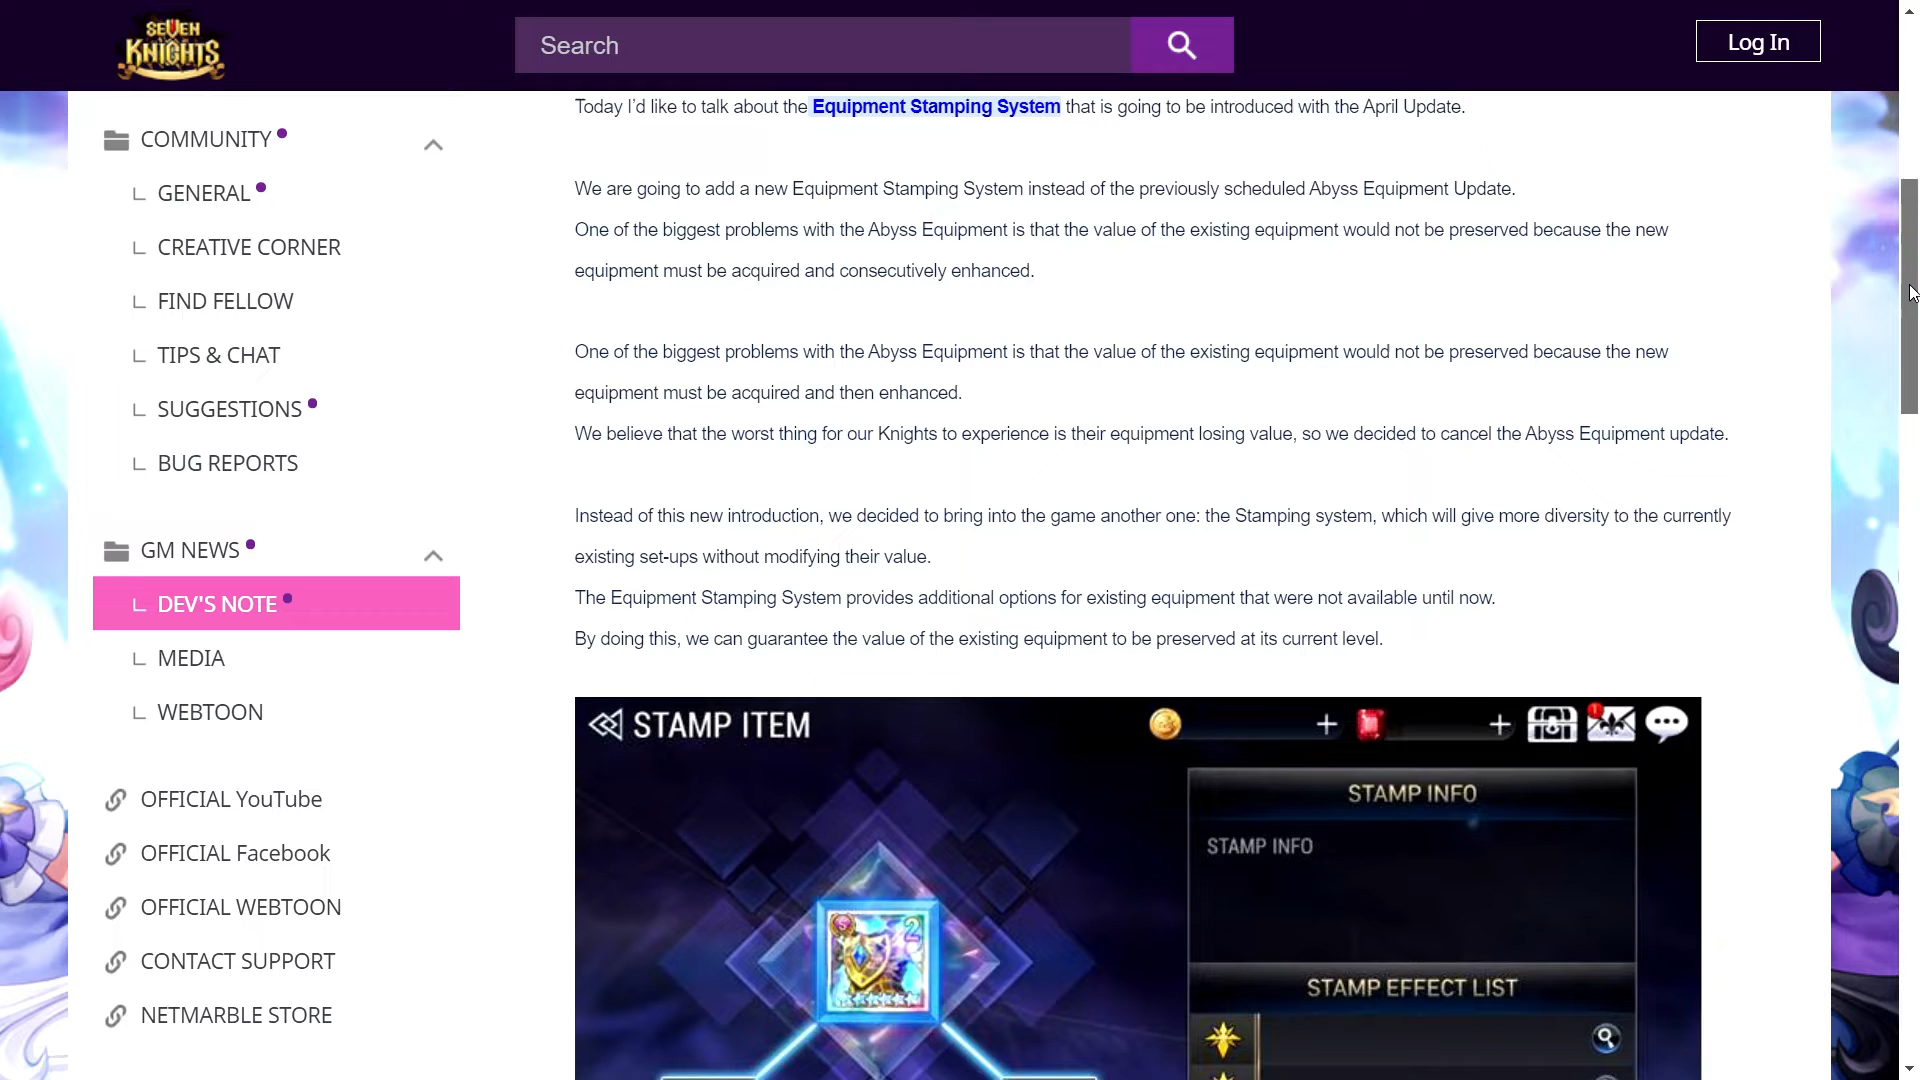 SEVEN
KNIGHTS
Search
Log In
COMMUNITY
GENERAL
CREATIVE CORNER
FIND FELLOW
TIPS & CHAT
SUGGESTIONS
BUG REPORTS
GM NEWS
DEV'S NOTE
MEDIA
WEBTOON
OFFICIAL YouTube
OFFICIAL Facebook
OFFICIAL WEBTOON
CONTACT SUPPORT
NETMARBLE STORE
Today I’d like to talk about the Equipment Stamping System that is going to be introduced with the April Update.
We are going to add a new Equipment Stamping System instead of the previously scheduled Abyss Equipment Update.
One of the biggest problems with the Abyss Equipment is that the value of the existing equipment would not be preserved because the new
equipment must be acquired and consecutively enhanced.
One of the biggest problems with the Abyss Equipment is that the value of the existing equipment would not be preserved because the new
equipment must be acquired and then enhanced.
We believe that the worst thing for our Knights to experience is their equipment losing value, so we decided to cancel the Abyss Equipment update.
Instead of this new introduction, we decided to bring into the game another one: the Stamping system, which will give more diversity to the currently
existing set-ups without modifying their value.
The Equipment Stamping System provides additional options for existing equipment that were not available until now.
By doing this, we can guarantee the value of the existing equipment to be preserved at its current level.
STAMP ITEM
STAMP INFO
STAMP INFO
2
STAMP EFFECT LIST